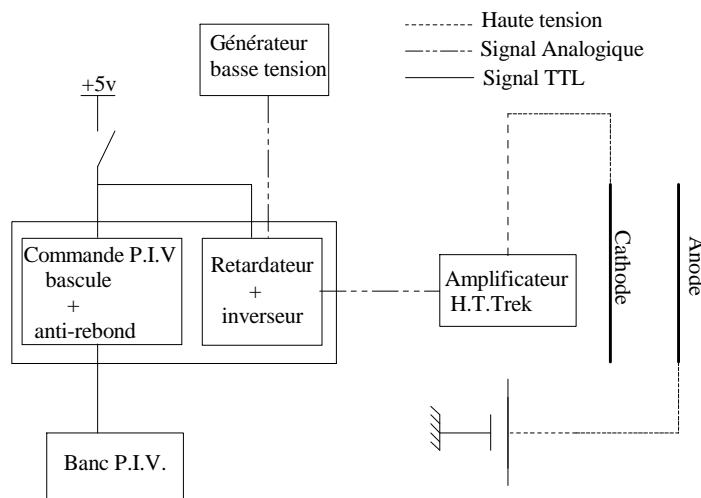 Générateur
basse tension
Haute tension
Signal Analogique
Signal TTL
+5v
Commande P.I.V
bascule
+
anti-rebond
Retardateur
+
inverseur
Amplificateur
H.T.Trek
Cathode
Anode
Banc P.I.V.